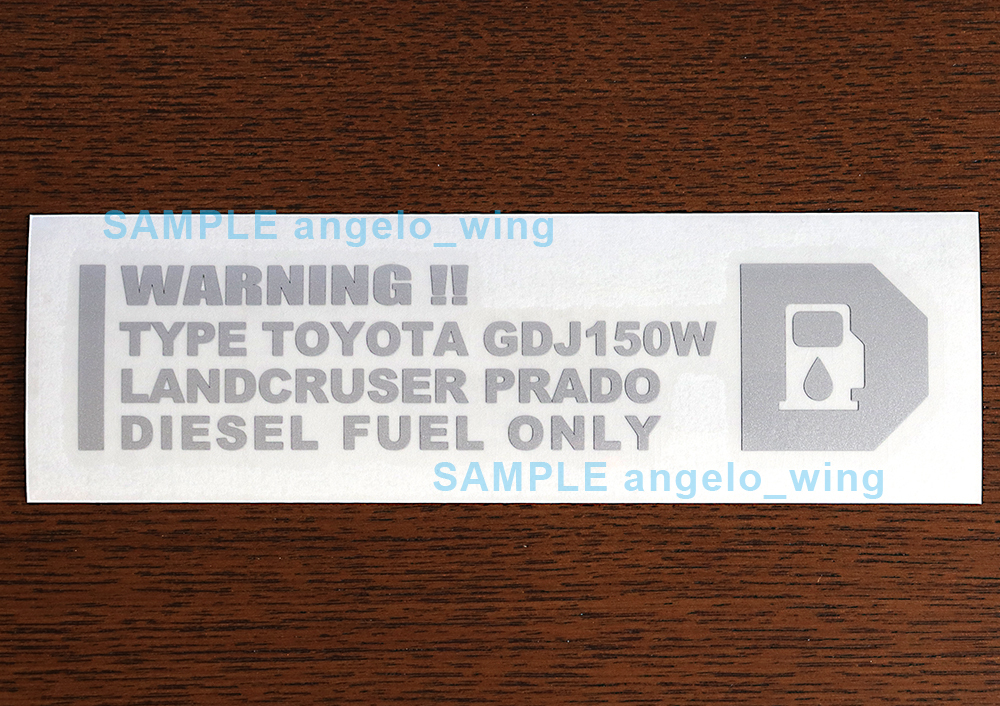 SAMPLE angelo_wing
WARNING !!
TYPE TOYOTA GDJ150W
LANDCRUSER PRADO
DIESEL FUEL ONLY
SAMPLE angelo_wing